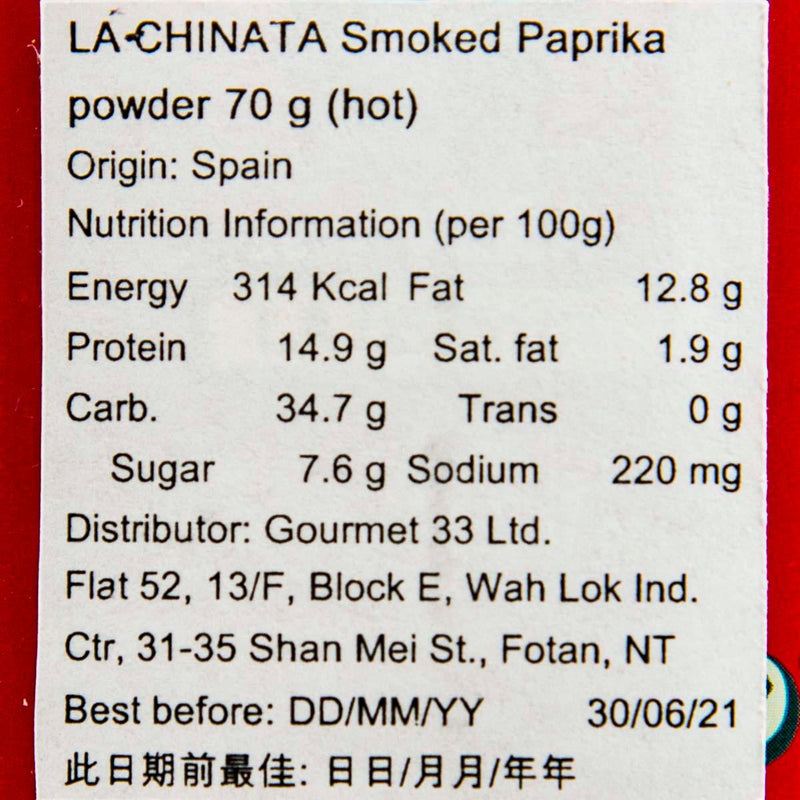 LA CHINATA Smoked Paprika
powder 70 g (hot)
Origin: Spain
Nutrition Information (per 100g)
Energy 314 Kcal Fat 12.8 g
Protein 14.9 g Sat. fat 1.9 g
Carb. 34.7 g Trans 0 g
Sugar 7.6 g Sodium 220 mg
Distributor: Gourmet 33 Ltd.
Flat 52, 13/F, Block E, Wah Lok Ind.
Ctr, 31-35 Shan Mei St., Fotan, NT
Best before: DD/MM/YY 30/06/21
此日期前最佳: 日日/月月/年年